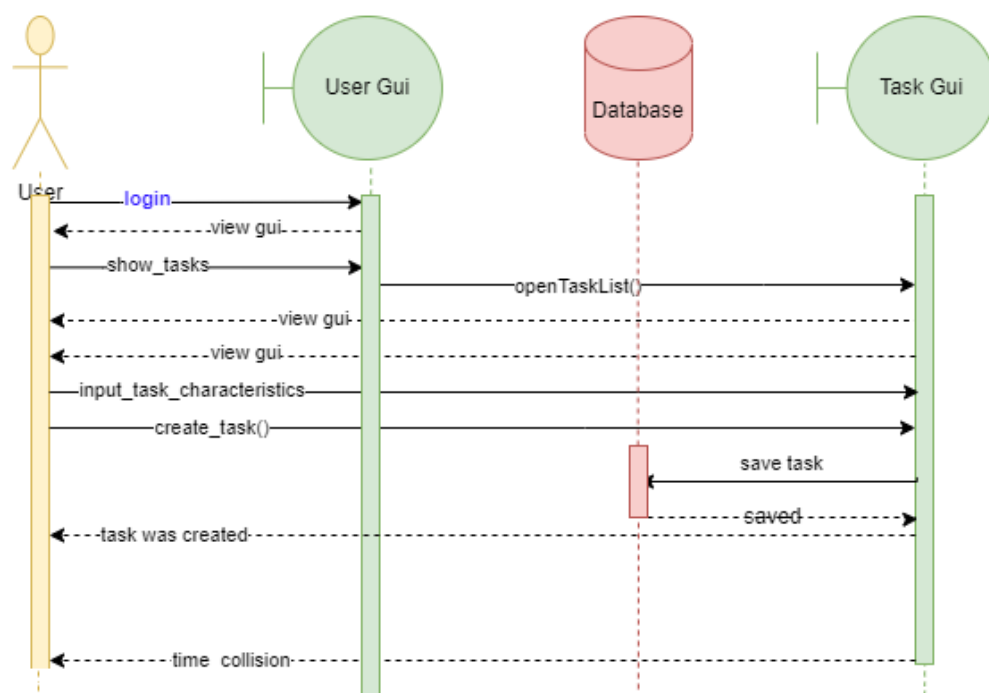 User Gui
Database
Task Gui
User
login
view gui
show_tasks
openTaskList()
view gui
view gui
input_task_characteristics
create_task()
save task
saved
task was created
time collision